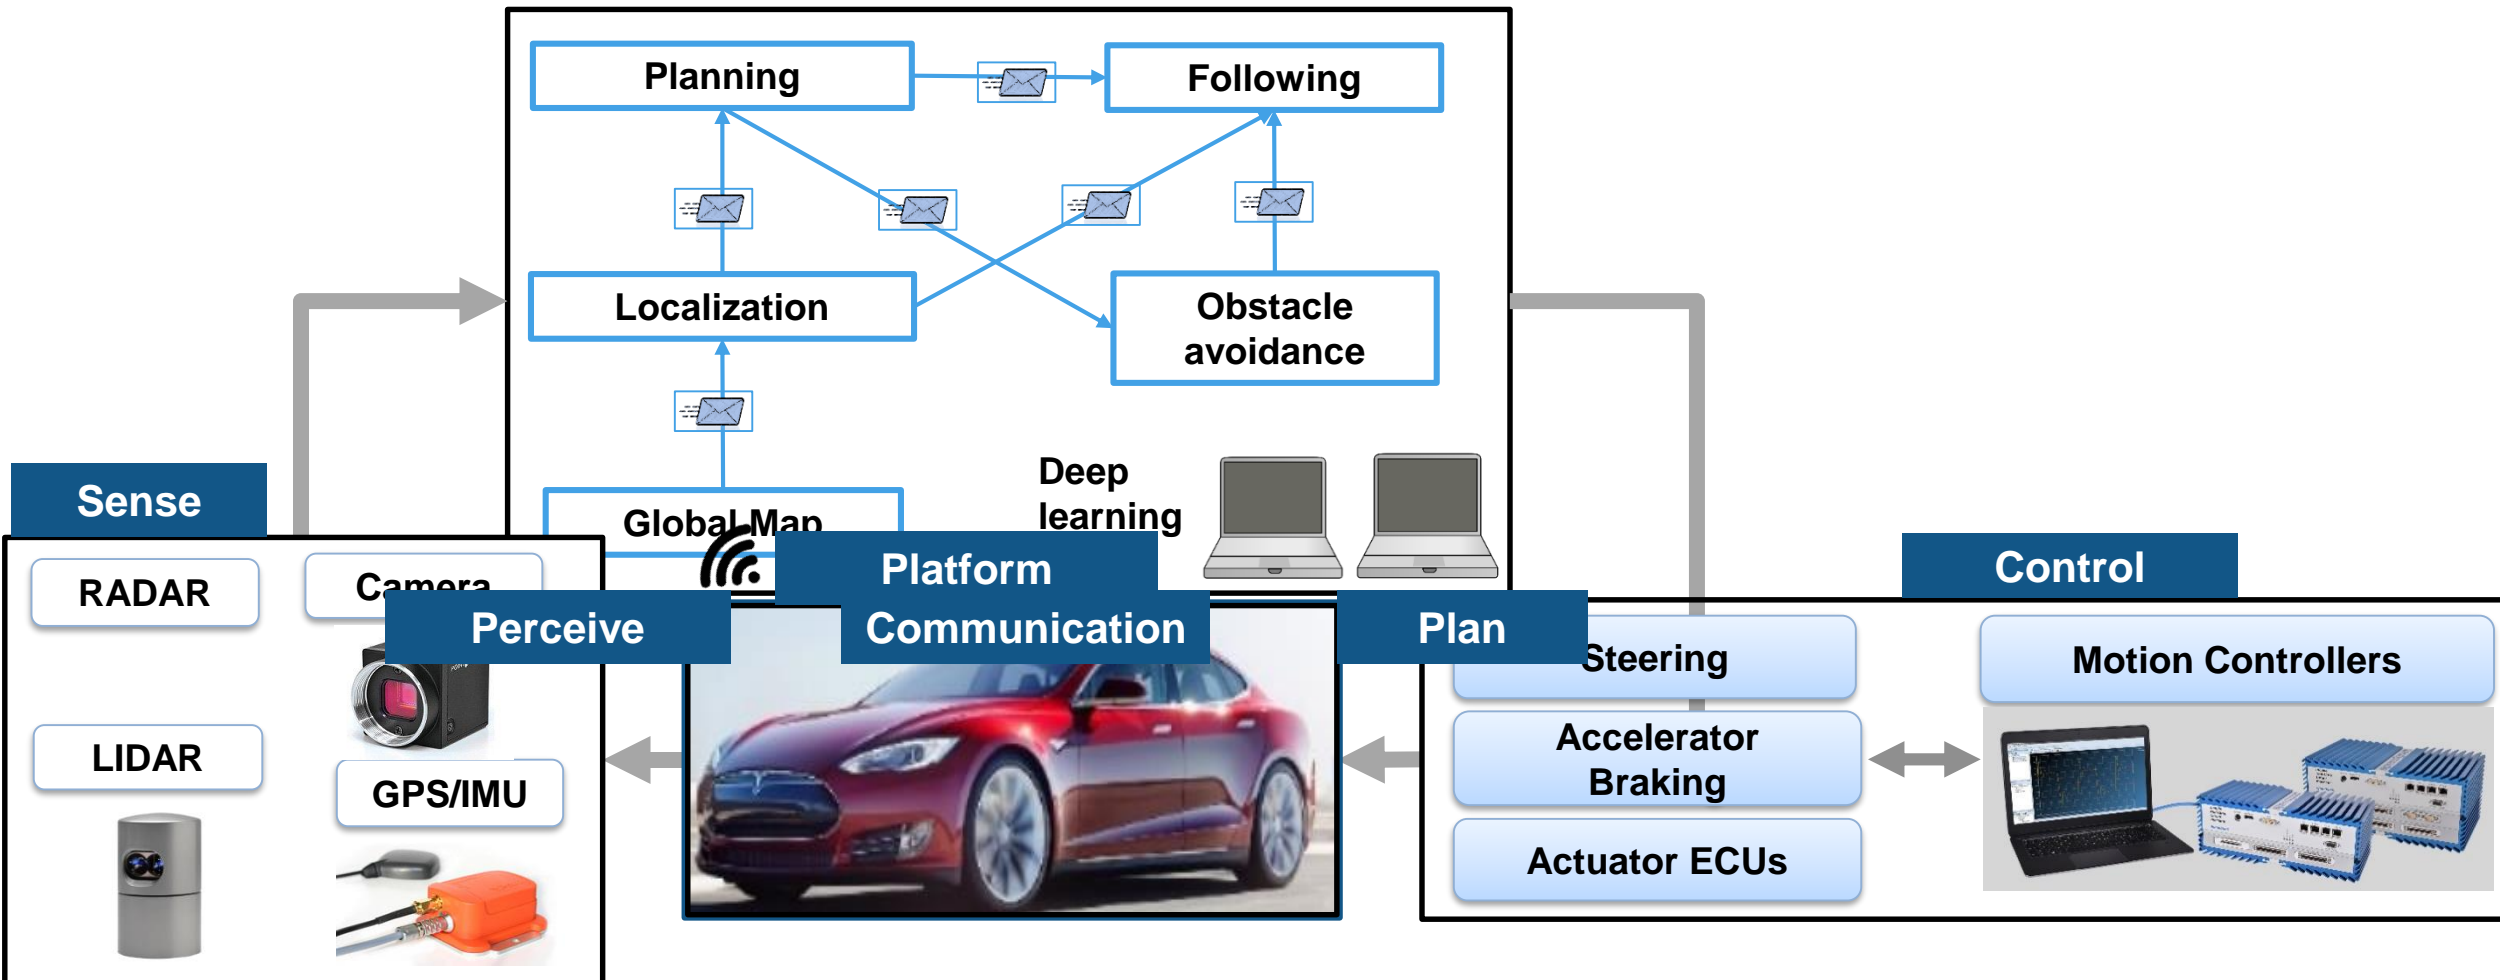 Planning
Following
Localization
Obstacle
avoidance
Deep
learning
Global Map
Sense
RADAR
Camera
LIDAR
GPS/IMU
Platform
Perceive
Communication
Plan
Control
Steering
Motion Controllers
Accelerator
Braking
Actuator ECUs